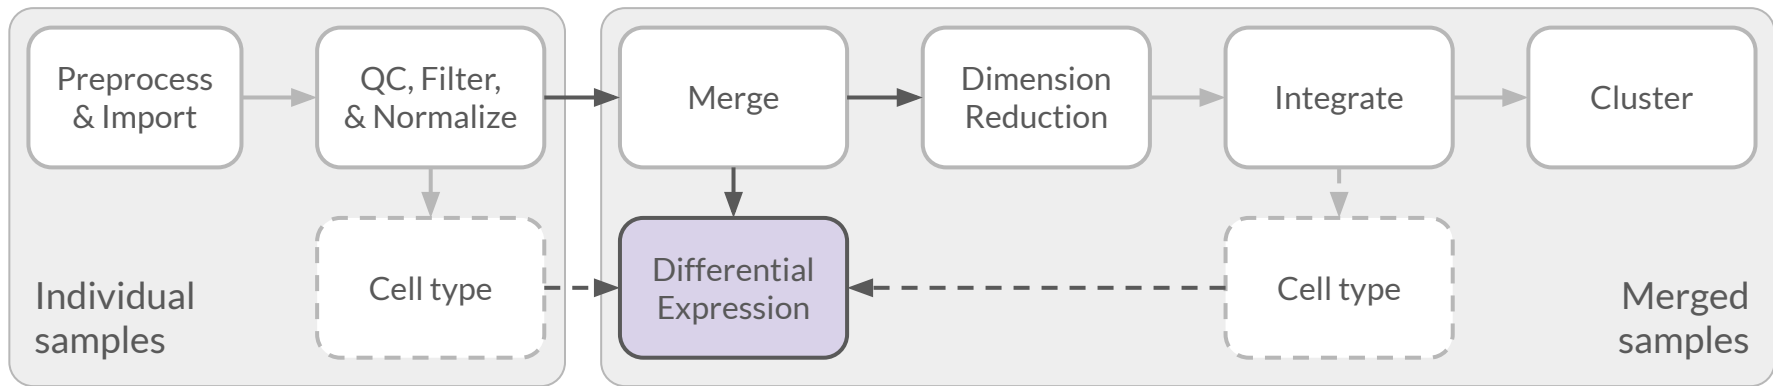 Preprocess
& Import
QC, Filter,
& Normalize
Merge
Dimension
Reduction
Integrate
Cluster
Individual
samples
Cell type
Differential
Expression
Cell type
Merged
samples